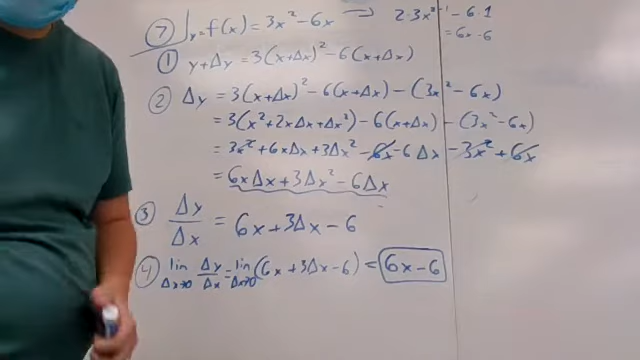 ⑦ y = f(x) = 3x² - 6x → 2·3x²⁻¹ - 6·1
= 6x - 6
① y+Δy = 3(x+Δx)² - 6(x+Δx)
② Δy = 3(x+Δx)² - 6(x+Δx) - (3x² - 6x)
= 3(x²+2xΔx+Δx²) - 6(x+Δx) - (3x² - 6x)
= 3x² + 6xΔx + 3Δx² - 6x - 6Δx - 3x² + 6x
= 6xΔx + 3Δx² - 6Δx
③ Δy/Δx = 6x + 3Δx - 6
④ lim Δx→0 Δy/Δx = lim Δx→0 (6x + 3Δx - 6) = 6x - 6